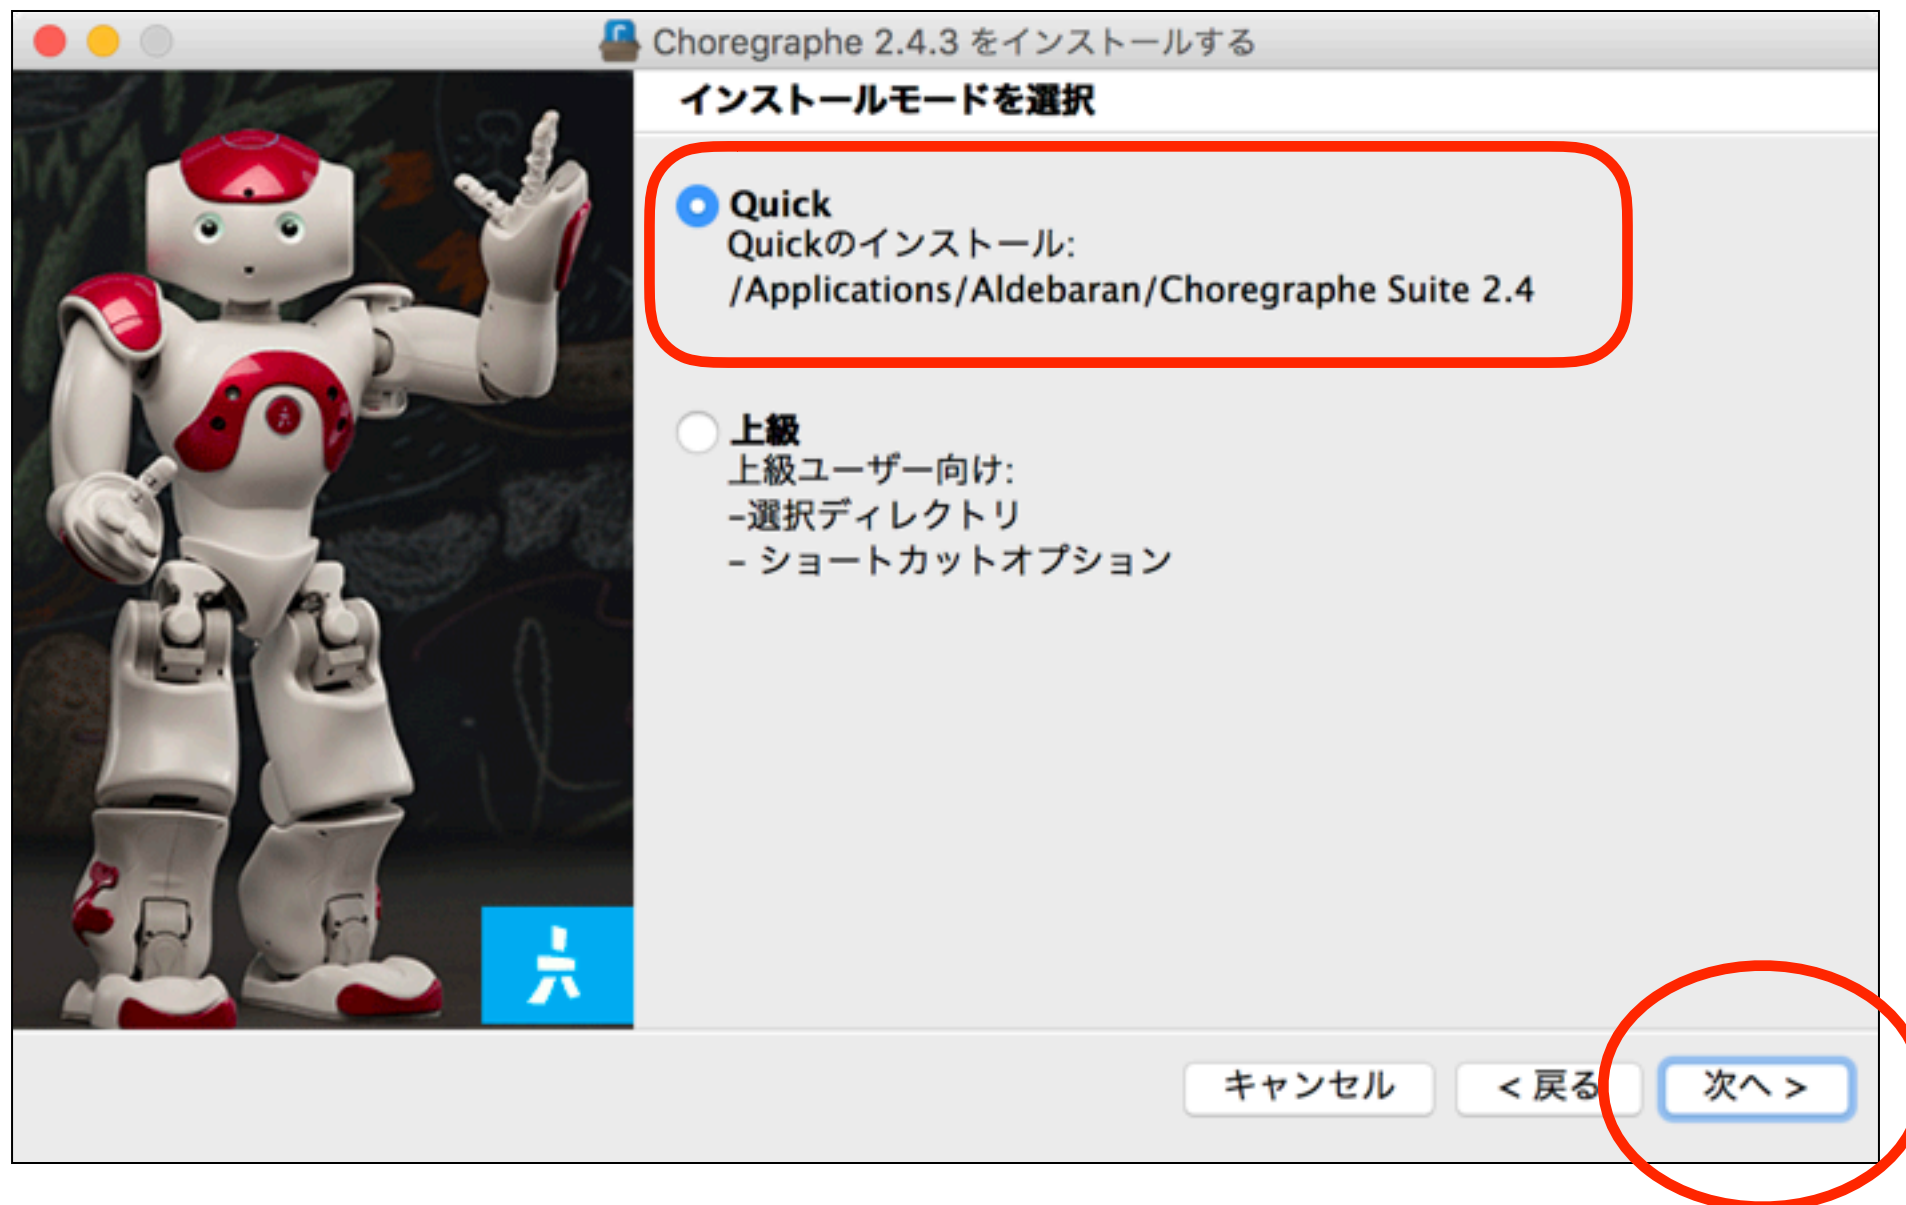 Choregraphe 2.4.3 をインストールする
インストールモードを選択
Quick
Quickのインストール:
/Applications/Aldebaran/Choregraphe Suite 2.4
上級
上級ユーザー向け:
–選択ディレクトリ
– ショートカットオプション
キャンセル
< 戻る
次へ >